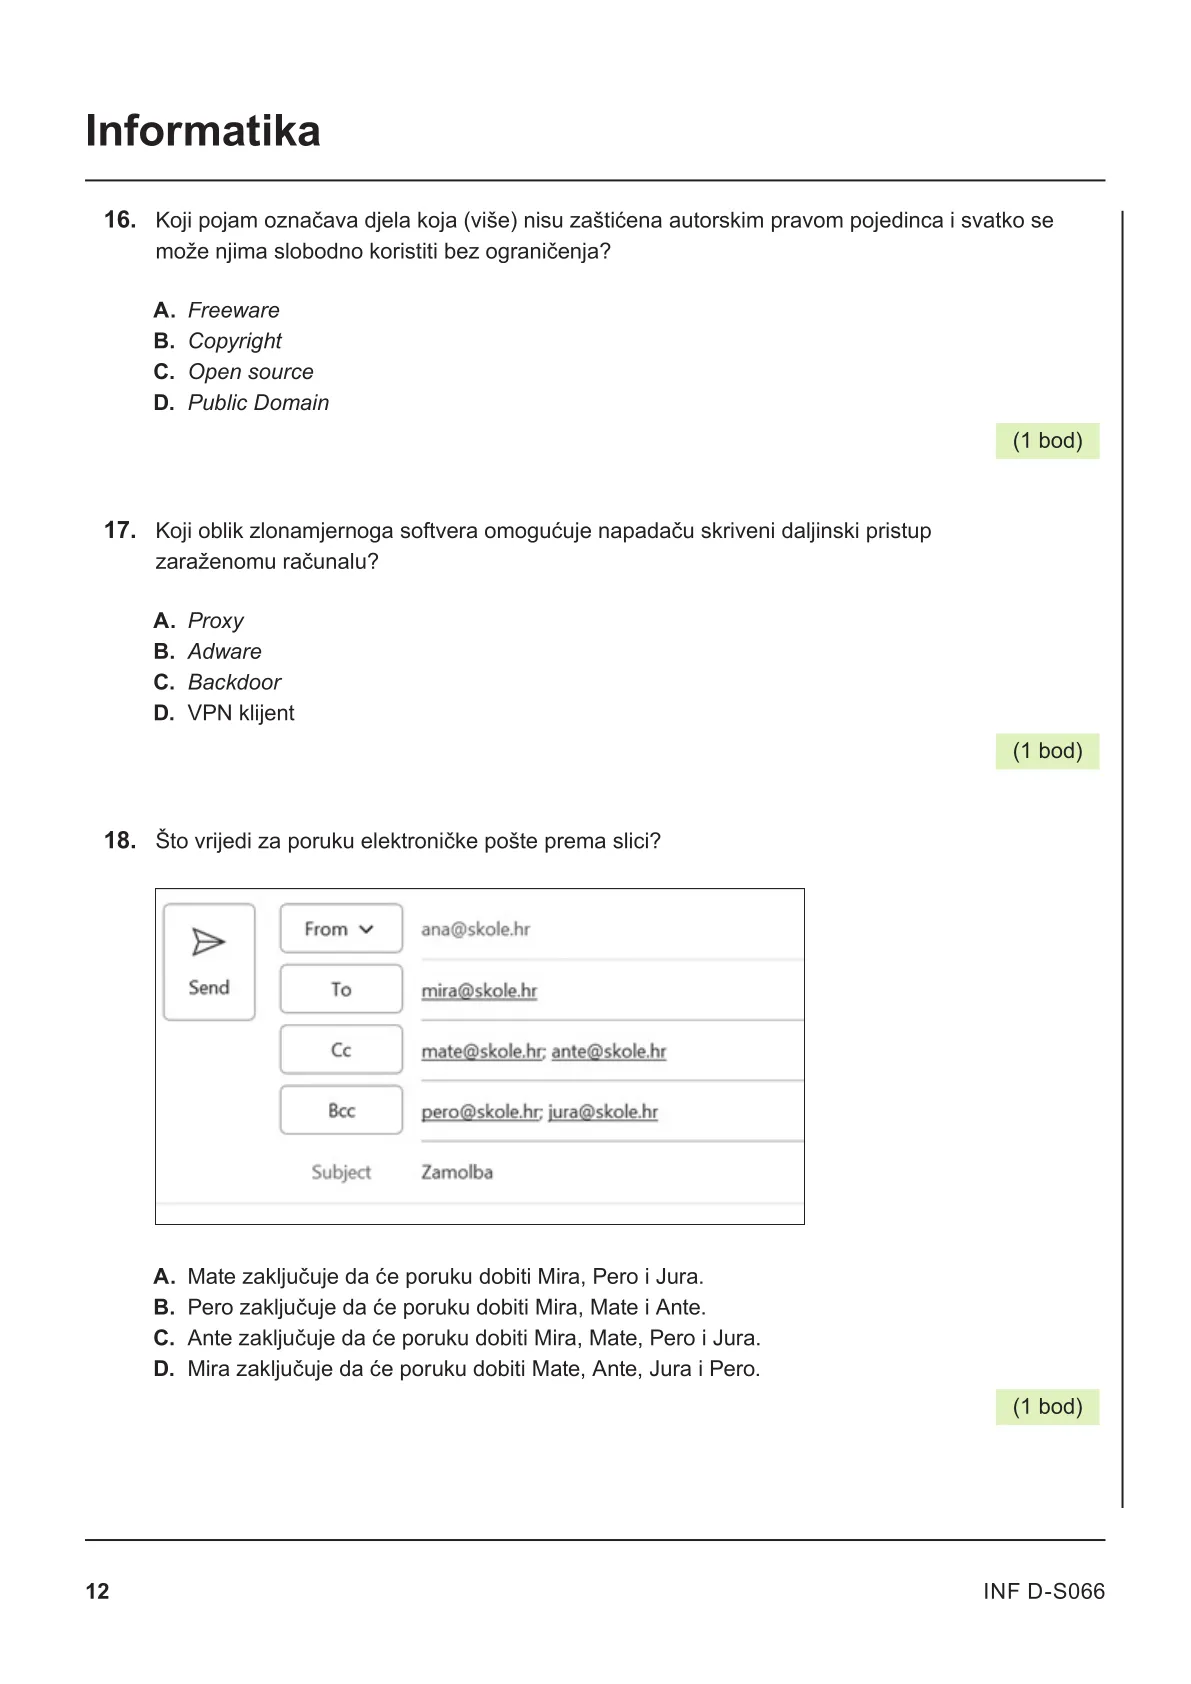 Informatika
16. Koji pojam označava djela koja (više) nisu zaštićena autorskim pravom pojedinca i svatko se
može njima slobodno koristiti bez ograničenja?
A. Freeware
B. Copyright
C. Open source
D. Public Domain
(1 bod)
17. Koji oblik zlonamjernoga softvera omogućuje napadaču skriveni daljinski pristup
zaraženomu računalu?
A. Proxy
B. Adware
C. Backdoor
D. VPN klijent
(1 bod)
18. Što vrijedi za poruku elektroničke pošte prema slici?
From ana@skole.hr
Send
To mira@skole.hr
Cc mate@skole.hr; ante@skole.hr
Bcc pero@skole.hr; jura@skole.hr
Subject Zamolba
A. Mate zaključuje da će poruku dobiti Mira, Pero i Jura.
B. Pero zaključuje da će poruku dobiti Mira, Mate i Ante.
C. Ante zaključuje da će poruku dobiti Mira, Mate, Pero i Jura.
D. Mira zaključuje da će poruku dobiti Mate, Ante, Jura i Pero.
(1 bod)
12 INF D-S066